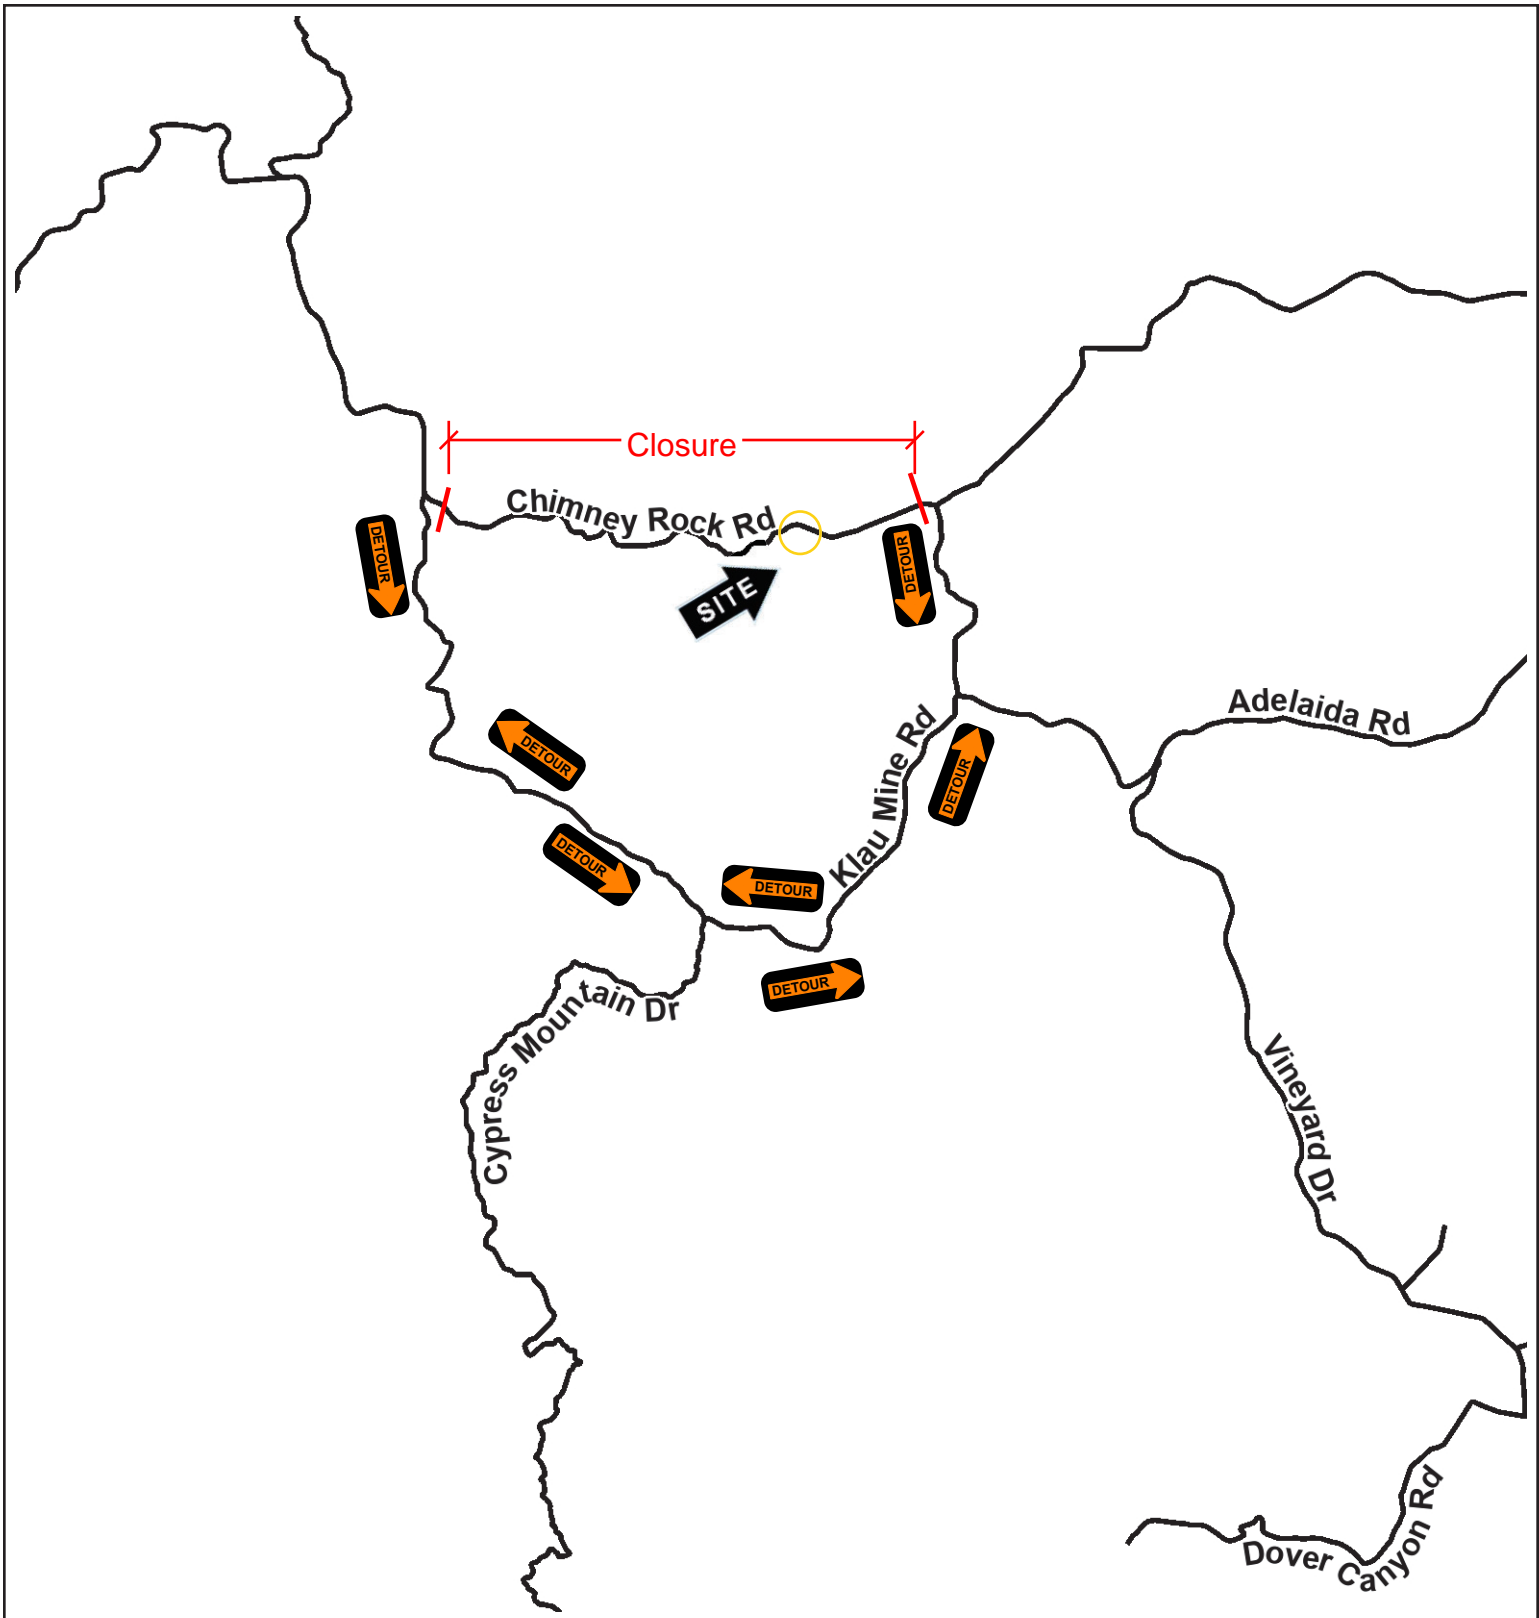 Closure
Chimney Rock Rd
DETOUR
DETOUR
SITE
Adelaida Rd
Klau Mine Rd
DETOUR
DETOUR
DETOUR
DETOUR
DETOUR
Cypress Mountain Dr
Vineyard Dr
Dover Canyon Rd